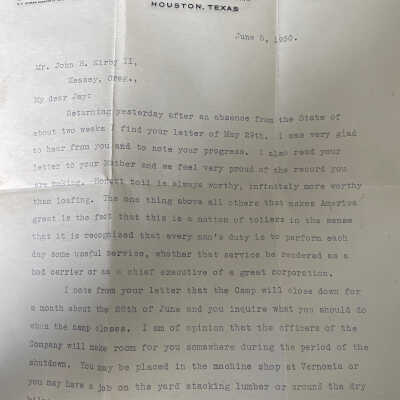 HOUSTON, TEXAS
June 5, 1930.
Mr. John H. Kirby II,
Keasey, Oreg.,
My dear Jay:
Returning yesterday after an absence from the State of
about two weeks I find your letter of May 29th. I was very glad
to hear from you and to note your progress. I also read your
letter to your Mother and we feel very proud of the record you
are making. Honest toil is always worthy, infinitely more worthy
than loafing. The one thing above all others that makes America
great is the fact that this is a nation of toilers in the sense
that it is recognized that every man's duty is to perform each
day some useful service, whether that service be rendered as a
hod carrier or as a chief executive of a great corporation.
I note from your letter that the Camp will close down for
a month about the 20th of June and you inquire what you should do
when the camp closes. I am of opinion that the officers of the
Company will make room for you somewhere during the period of the
shutdown. You may be placed in the machine shop at Vernonia or
you may have a job on the yard stacking lumber or around the dry